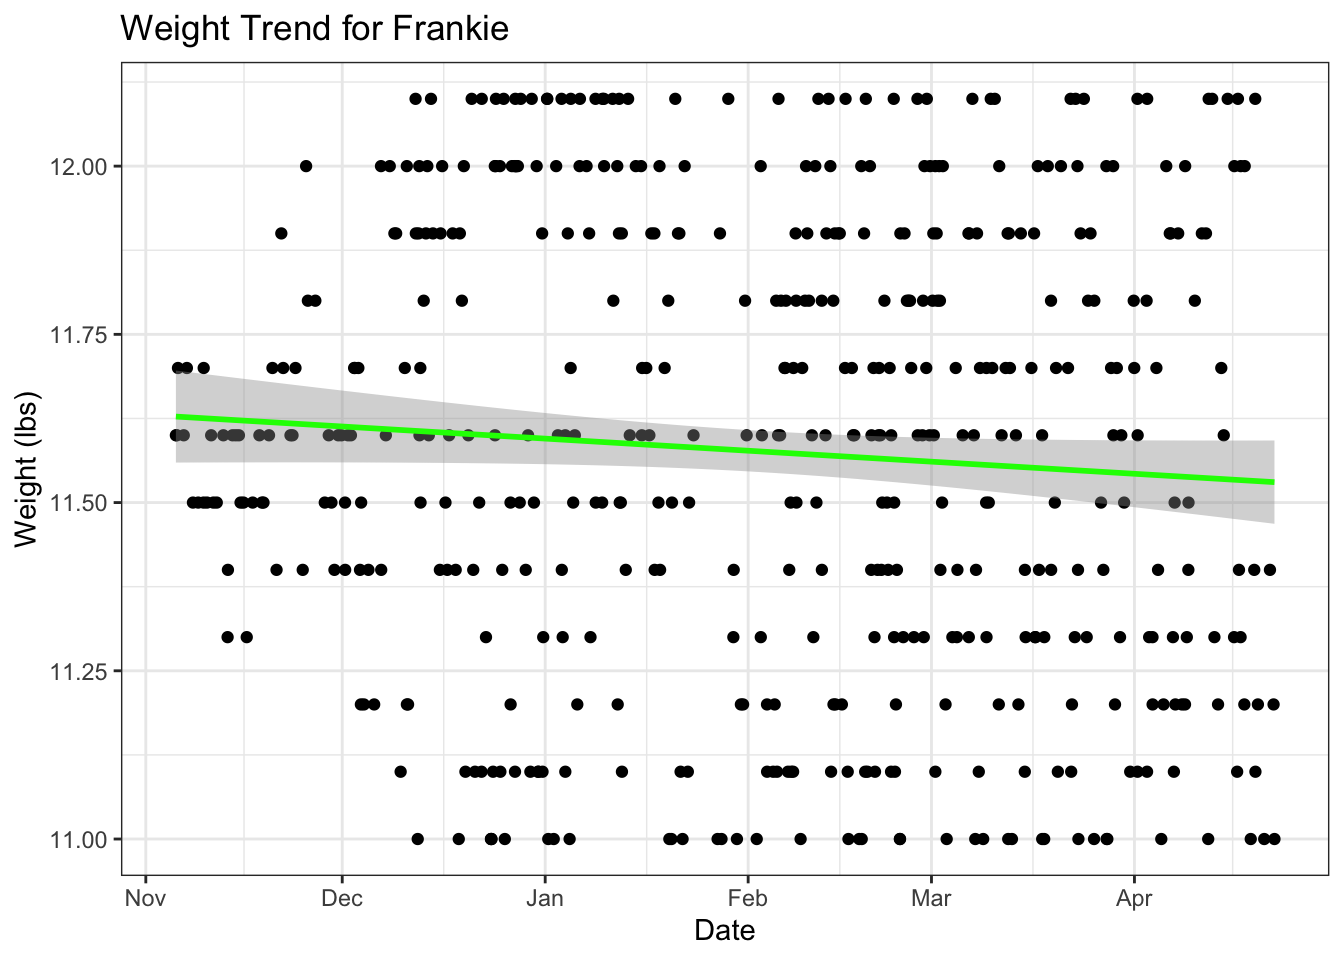 Weight Trend for Frankie
12.00
11.75
11.50
11.25
11.00
Weight (lbs)
Nov Dec Jan Feb Mar Apr
Date